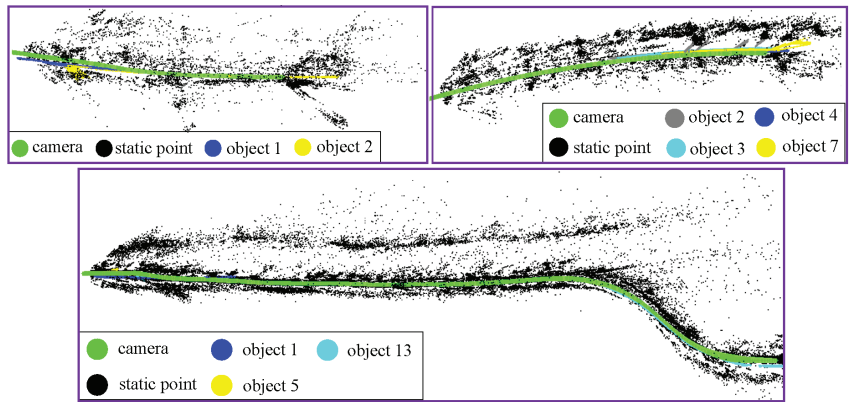 camera static point object 1 object 2
camera object 2 object 4
static point object 3 object 7
camera object 1 object 13
static point object 5